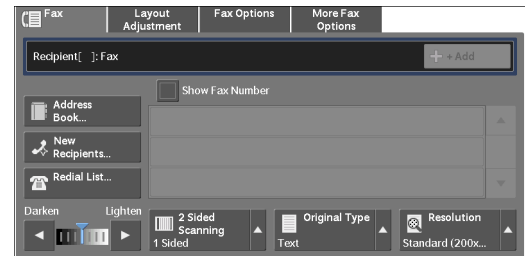 Fax
Layout
Adjustment
Fax Options
More Fax
Options
Recipient[ ]: Fax
+ Add
Show Fax Number
Address
Book...
New
Recipients...
Redial List...
Darken
Lighten
2 Sided
Scanning
1 Sided
Original Type
Text
Resolution
Standard (200x...